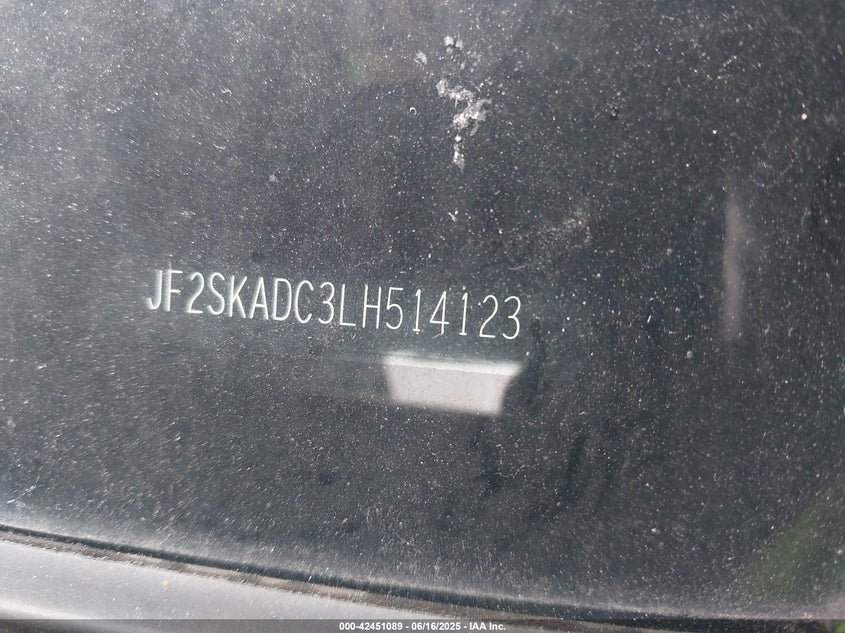 JF2SKADC3LH514123
000-42451089 - 06/16/2025 - IAA Inc.